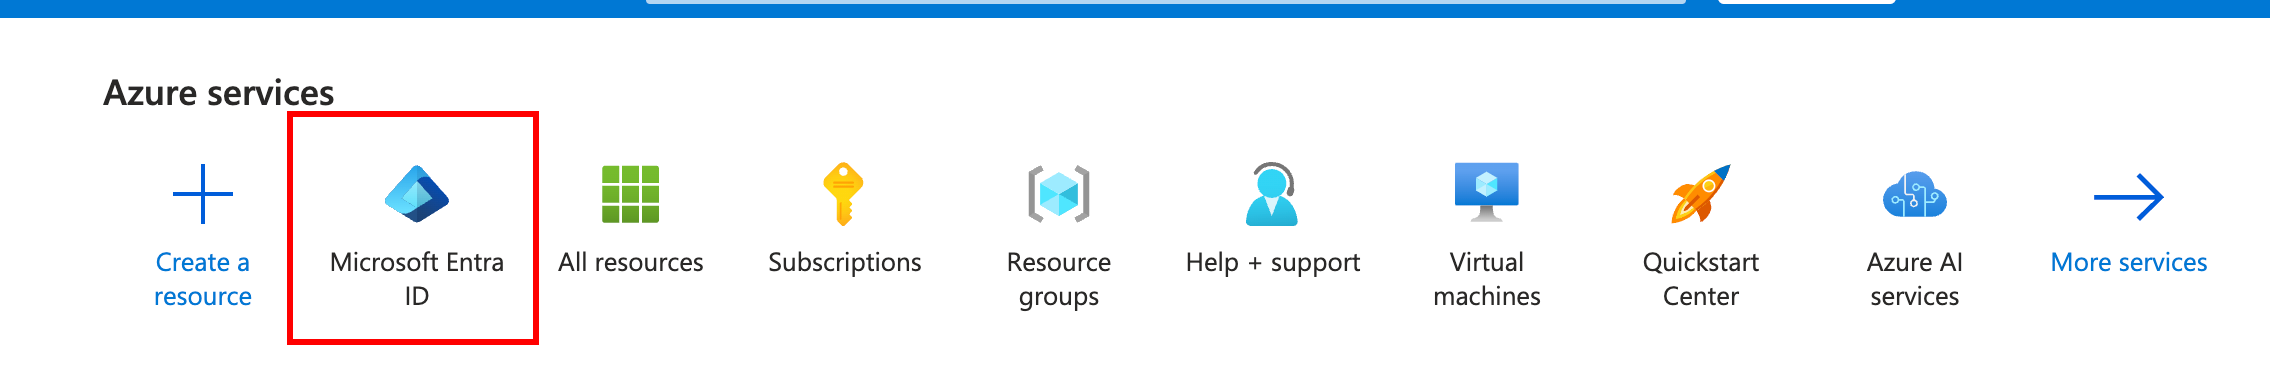 Azure services
Create a
resource
Microsoft Entra
ID
All resources
Subscriptions
Resource
groups
Help + support
Virtual
machines
Quickstart
Center
Azure AI
services
More services